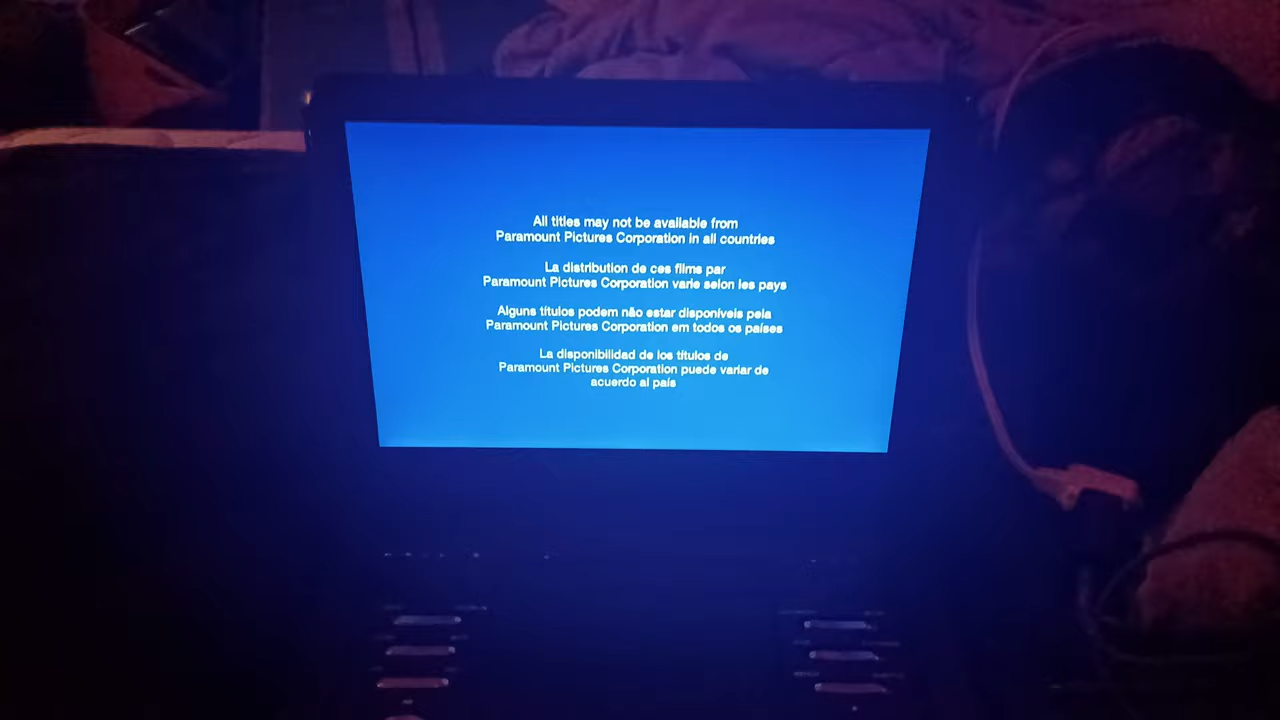 All titles may not be available from
Paramount Pictures Corporation in all countries
La distribution de ces films par
Paramount Pictures Corporation varie selon les pays
Alguns títulos podem não estar disponíveis pela
Paramount Pictures Corporation em todos os países
La disponibilidad de los títulos de
Paramount Pictures Corporation puede variar de
acuerdo al país